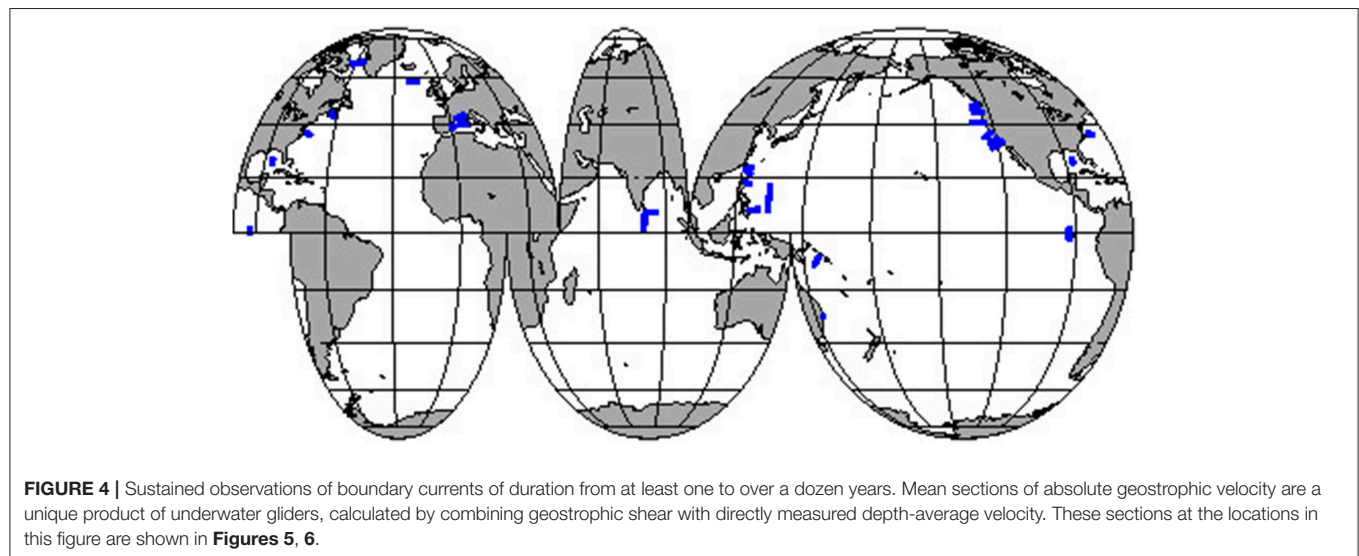 FIGURE 4 | Sustained observations of boundary currents of duration from at least one to over a dozen years. Mean sections of absolute geostrophic velocity are a
unique product of underwater gliders, calculated by combining geostrophic shear with directly measured depth-average velocity. These sections at the locations in
this figure are shown in Figures 5, 6.